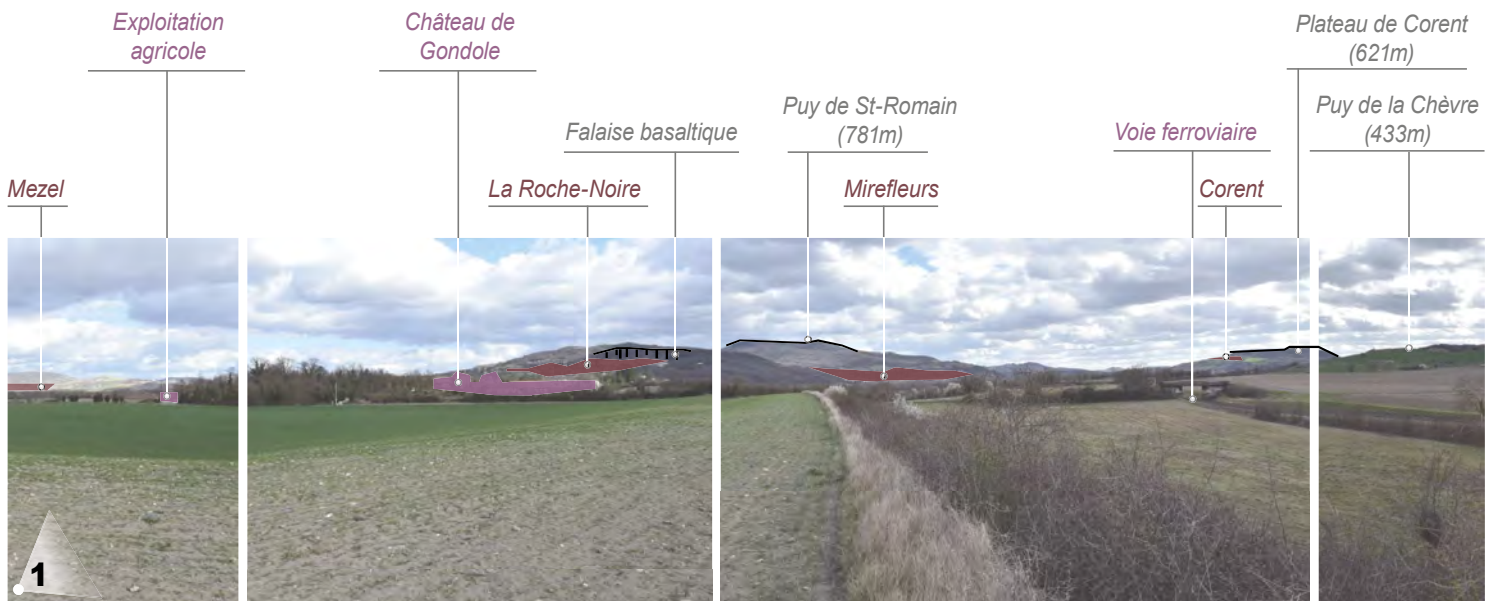 Exploitation
agricole
Château de
Gondole
Plateau de Corent
(621m)
Puy de St-Romain
(781m)
Puy de la Chèvre
(433m)
Falaise basaltique
Voie ferroviaire
Mezel
La Roche-Noire
Mirefleurs
Corent
1